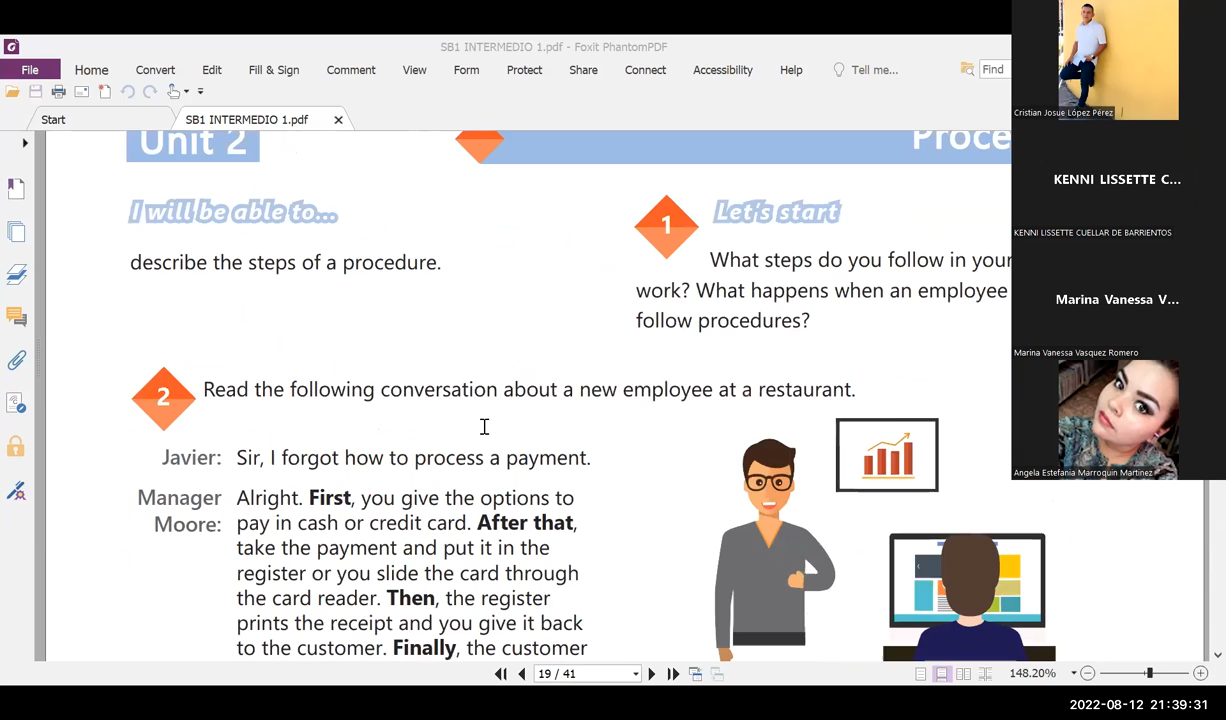 SB1 INTERMEDIO 1.pdf - Foxit PhantomPDF
File Home Convert Edit Fill & Sign Comment View Form Protect Share Connect Accessibility Help Tell me... Find
Start SB1 INTERMEDIO 1.pdf
Unit 2
Proce
I will be able to...
describe the steps of a procedure.
1 Let's start
What steps do you follow in your
work? What happens when an employee
follow procedures?
2 Read the following conversation about a new employee at a restaurant.
Javier: Sir, I forgot how to process a payment.
Manager Moore: Alright. First, you give the options to
pay in cash or credit card. After that,
take the payment and put it in the
register or you slide the card through
the card reader. Then, the register
prints the receipt and you give it back
to the customer. Finally, the customer
19 / 41
148.20%
Cristian Josue López Pérez
KENNI LISSETTE C...
KENNI LISSETTE CUELLAR DE BARRIENTOS
Marina Vanessa V...
Marina Vanessa Vasquez Romero
Angela Estefania Marroquin Martinez
2022-08-12 21:39:31